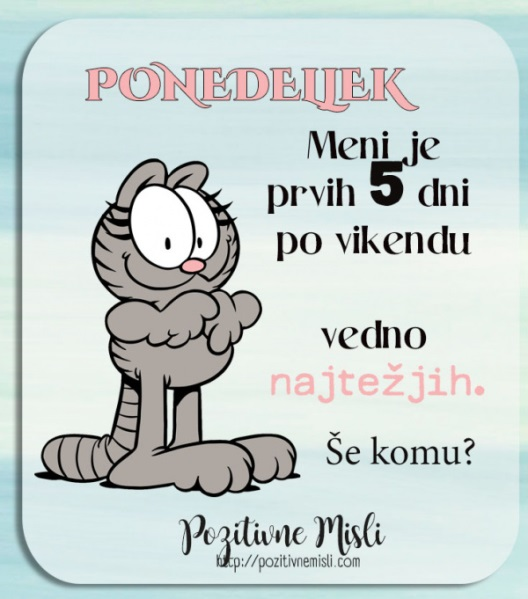 PONEDELJEK
Meni je
prvih 5 dni
po vikendu
vedno
najtežjih.
Še komu?
Pozitivne Misli
http://pozitivnemisli.com